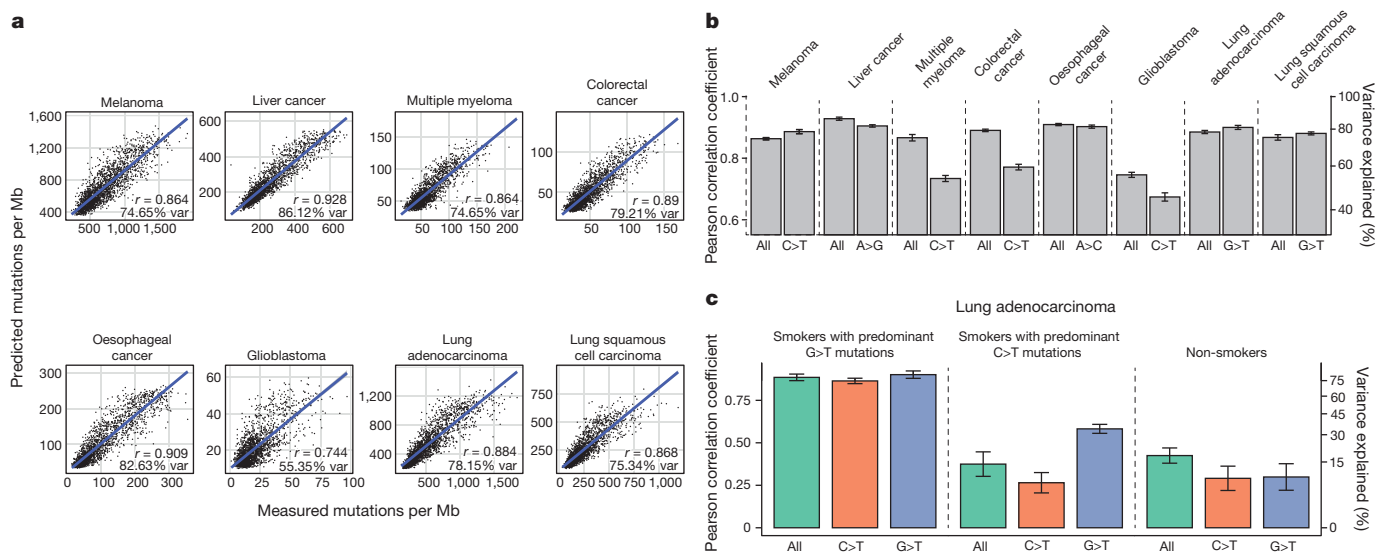 a
Predicted mutations per Mb
Measured mutations per Mb
Melanoma
1,600
1,200
800
400
r = 0.864
74.65% var
500 1,000 1,500
Liver cancer
600
400
200
r = 0.928
86.12% var
200 400 600
Multiple myeloma
150
100
50
r = 0.864
74.65% var
50 100 150 200
Colorectal
cancer
100
50
r = 0.89
79.21% var
50 100 150
Oesophageal
cancer
300
200
100
r = 0.909
82.63% var
0 100 200 300
Glioblastoma
60
40
20
r = 0.744
55.35% var
0 25 50 75 100
Lung
adenocarcinoma
1,200
800
400
r = 0.884
78.15% var
500 1,000 1,500
Lung squamous
cell carcinoma
750
500
250
r = 0.868
75.34% var
0 400 800 1,200
b
Pearson correlation coefficient
Variance explained (%)
Melanoma
Liver cancer
Multiple
myeloma
Colorectal
cancer
Oesophageal
cancer
Glioblastoma
Lung
adenocarcinoma
Lung squamous
cell carcinoma
1.0
0.8
0.6
100
80
60
40
All C>T All A>G All C>T All C>T All A>C All C>T All G>T All G>T
c
Lung adenocarcinoma
Pearson correlation coefficient
Variance explained (%)
Smokers with predominant
G>T mutations
Smokers with predominant
C>T mutations
Non-smokers
0.75
0.50
0.25
0
75
60
45
30
15
0
All C>T G>T All C>T G>T All C>T G>T